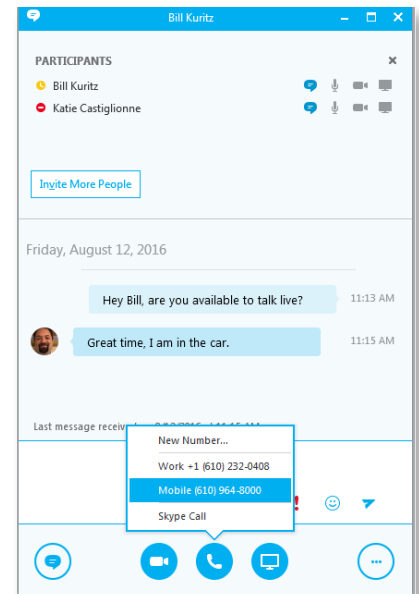 Bill Kuritz
PARTICIPANTS
Bill Kuritz
Katie Castiglionne
Invite More People
Friday, August 12, 2016
Hey Bill, are you available to talk live?
11:13 AM
Great time, I am in the car.
11:15 AM
Last message
New Number...
Work +1 (610) 232-0408
Mobile (610) 964-8000
Skype Call